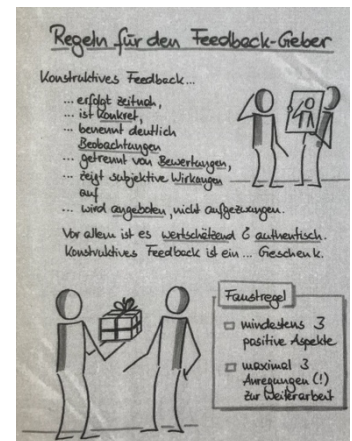 Regeln für den Feedback-Geber
Konstruktives Feedback...
... erfolgt zeitnah,
... ist konkret,
... benennt deutlich
Beobachtungen
... getrennt von Bewertungen,
... zeigt subjektive Wirkungen
auf
... wird angeboten, nicht aufgezwungen.
Vor allem ist es wertschätzend & authentisch.
Konstruktives Feedback ist ein ... Geschenk.
Faustregel
mindestens 3
positive Aspekte
maximal 3
Anregungen (!)
zur Weiterarbeit